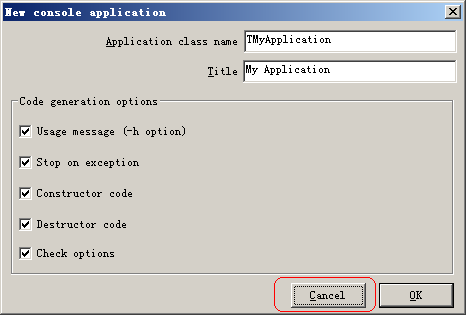 New console application
Application class name TMyApplication
Title My Application
Code generation options
Usage message (-h option)
Stop on exception
Constructor code
Destructor code
Check options
Cancel OK